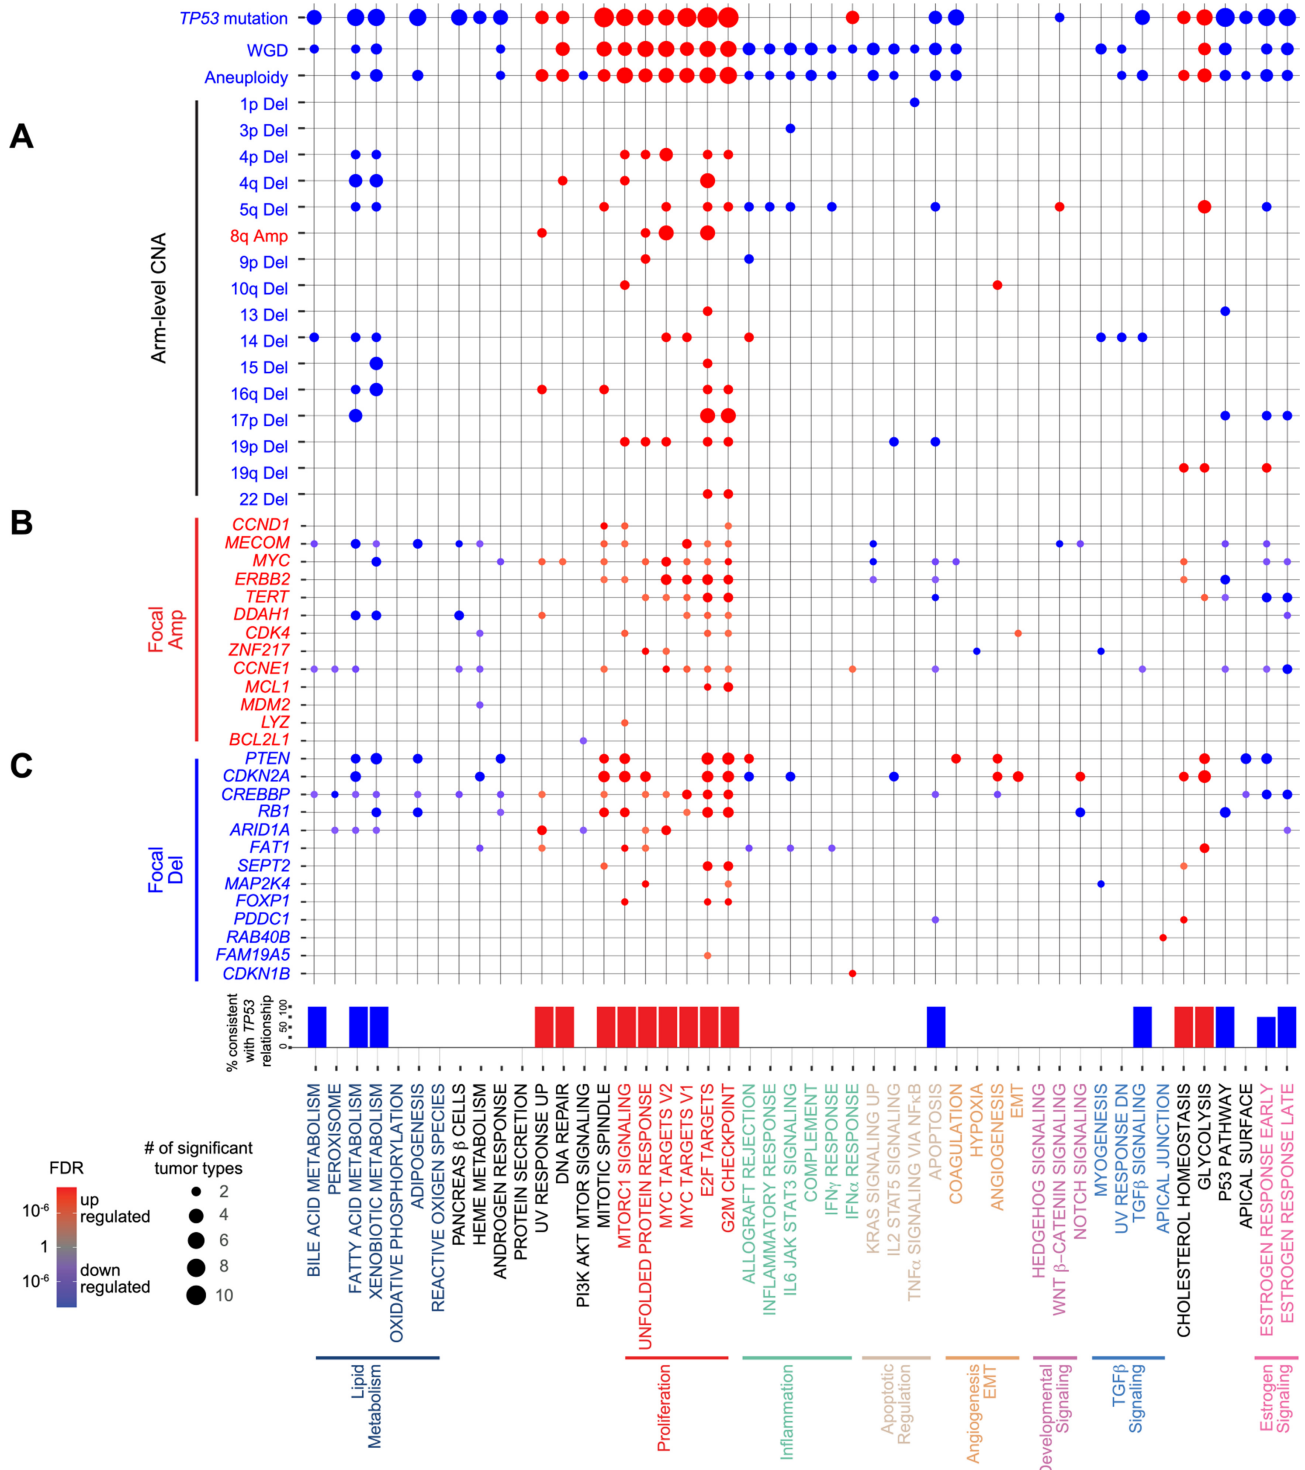 TP53 mutation
WGD
Aneuploidy
A
Arm-level CNA
1p Del
3p Del
4p Del
4q Del
5q Del
8q Amp
9p Del
10q Del
13 Del
14 Del
15 Del
16q Del
17p Del
19p Del
19q Del
22 Del
B
Focal
Amp
CCND1
MECOM
MYC
ERBB2
TERT
DDAH1
CDK4
ZNF217
CCNE1
MCL1
MDM2
LYZ
BCL2L1
C
Focal
Del
PTEN
CDKN2A
CREBBP
RB1
ARID1A
FAT1
SEPT2
MAP2K4
FOXP1
PDDC1
RAB40B
FAM19A5
CDKN1B
% consistent
with TP53
relationship
0 50 100
BILE ACID METABOLISM
PEROXISOME
FATTY ACID METABOLISM
XENOBIOTIC METABOLISM
OXIDATIVE PHOSPHORYLATION
ADIPOGENESIS
REACTIVE OXIGEN SPECIES
PANCREAS β CELLS
HEME METABOLISM
ANDROGEN RESPONSE
PROTEIN SECRETION
UV RESPONSE UP
DNA REPAIR
PI3K AKT MTOR SIGNALING
MITOTIC SPINDLE
MTORC1 SIGNALING
UNFOLDED PROTEIN RESPONSE
MYC TARGETS V2
MYC TARGETS V1
E2F TARGETS
G2M CHECKPOINT
ALLOGRAFT REJECTION
INFLAMMATORY RESPONSE
IL6 JAK STAT3 SIGNALING
COMPLEMENT
IFNγ RESPONSE
IFNα RESPONSE
KRAS SIGNALING UP
IL2 STAT5 SIGNALING
TNFα SIGNALING VIA NFκB
APOPTOSIS
COAGULATION
HYPOXIA
ANGIOGENESIS
EMT
HEDGEHOG SIGNALING
WNT β-CATENIN SIGNALING
NOTCH SIGNALING
MYOGENESIS
UV RESPONSE DN
TGFβ SIGNALING
APICAL JUNCTION
CHOLESTEROL HOMEOSTASIS
GLYCOLYSIS
P53 PATHWAY
APICAL SURFACE
ESTROGEN RESPONSE EARLY
ESTROGEN RESPONSE LATE
FDR
10-6
1
10-6
up
regulated
down
regulated
# of significant
tumor types
2
4
6
8
10
Lipid
Metabolism
Proliferation
Inflammation
Apoptotic
Regulation
Angiogenesis
EMT
Developmental
Signaling
TGFβ
Signaling
Estrogen
Signaling